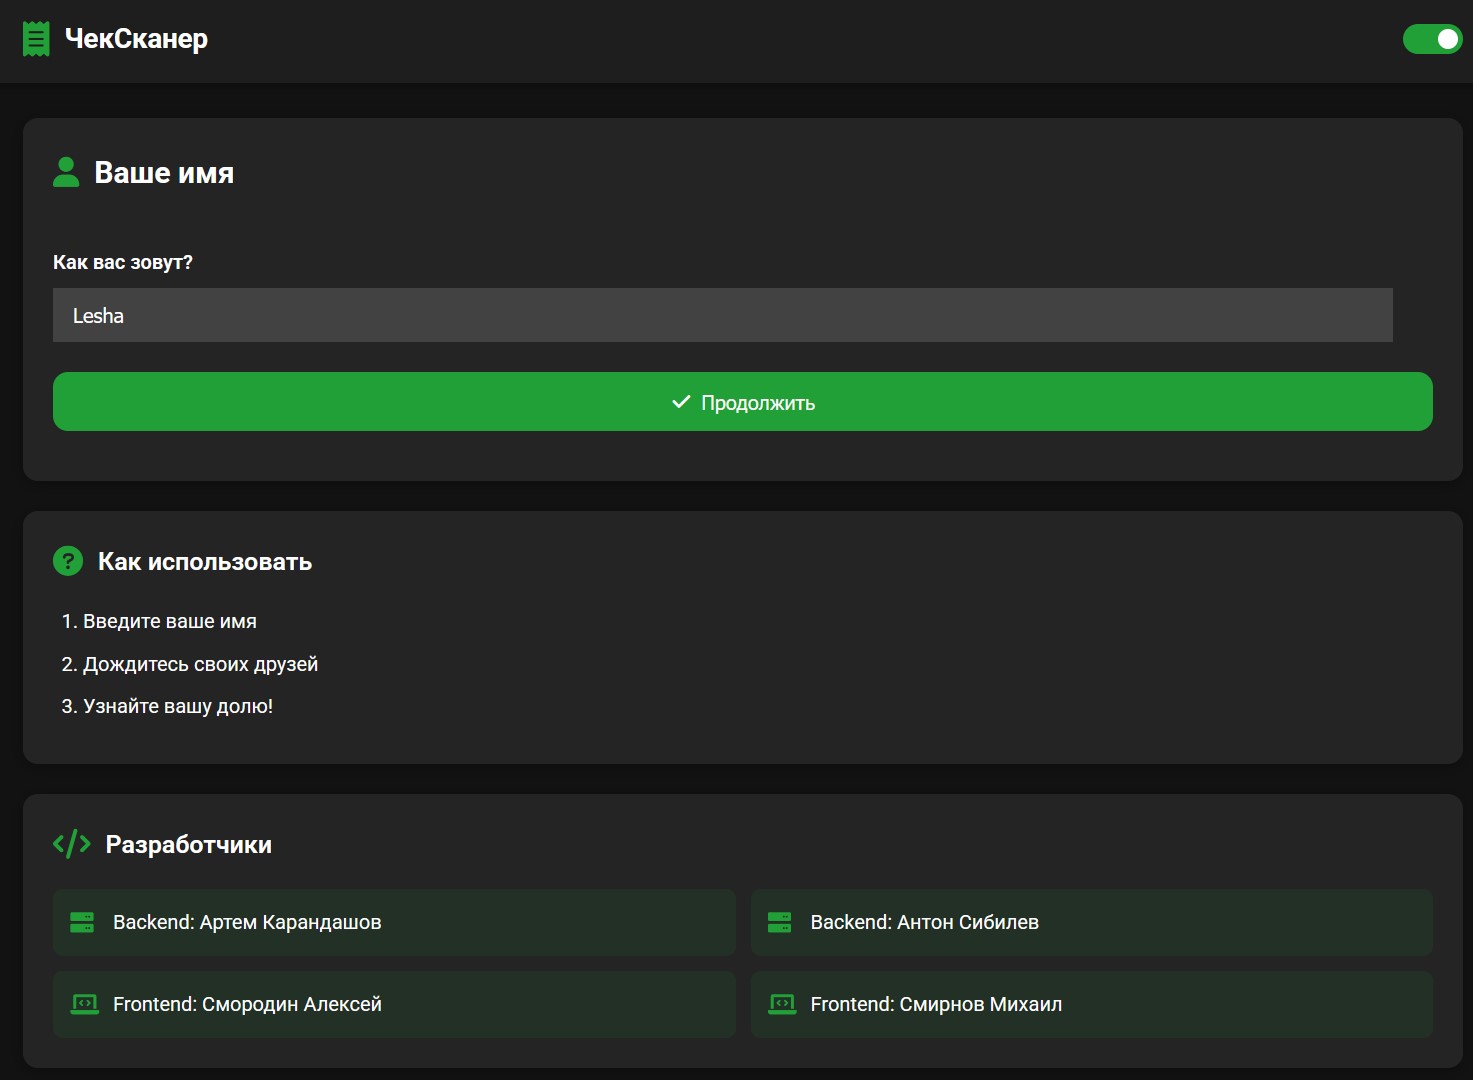 ЧекСканер
Ваше имя
Как вас зовут?
Lesha
Продолжить
Как использовать
1. Введите ваше имя
2. Дождитесь своих друзей
3. Узнайте вашу долю!
Разработчики
Backend: Артем Карандашов
Backend: Антон Сибилев
Frontend: Смородин Алексей
Frontend: Смирнов Михаил